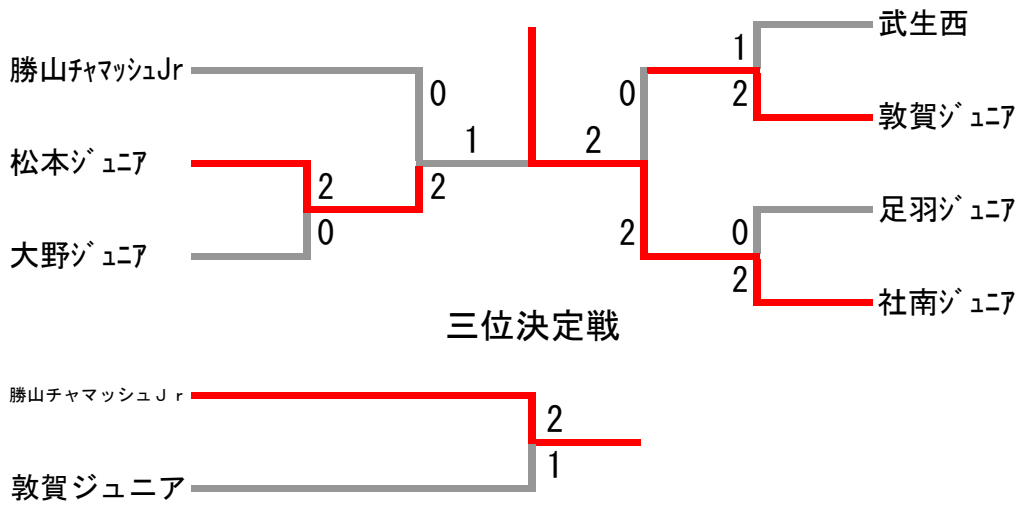 武生西
1
勝山ﾁｬﾏｯｼｭJr
0
0
2
敦賀ｼﾞｭﾆｱ
1
2
松本ｼﾞｭﾆｱ
2
2
足羽ｼﾞｭﾆｱ
大野ｼﾞｭﾆｱ
0
2
0
2
社南ｼﾞｭﾆｱ
三位決定戦
勝山チャマッシュＪｒ
2
1
敦賀ジュニア